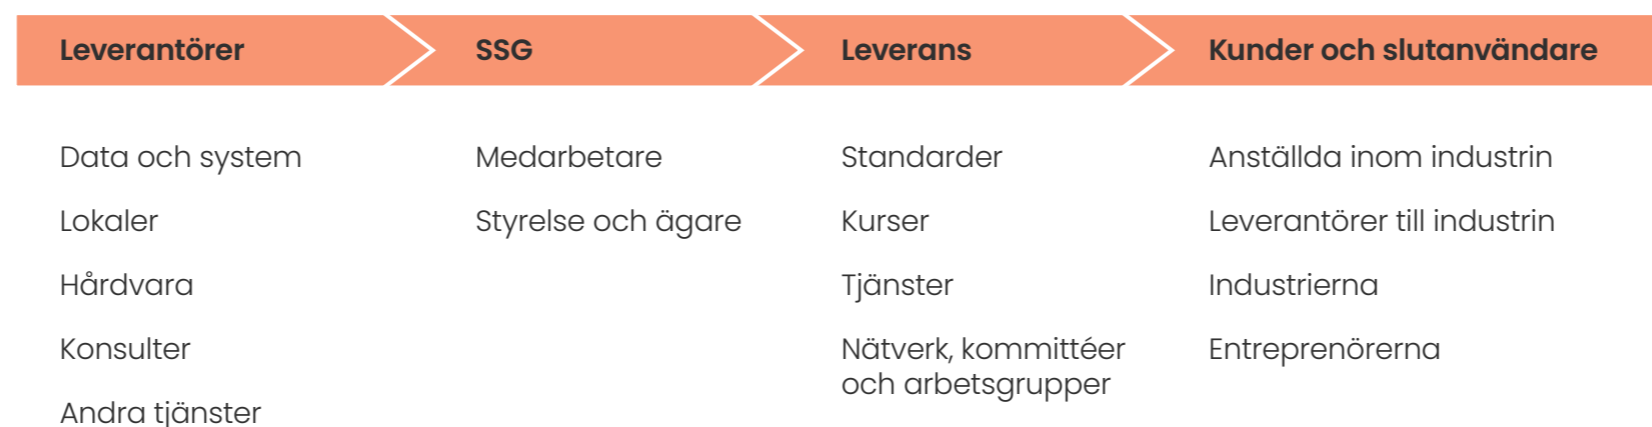 Leverantörer
SSG
Leverans
Kunder och slutanvändare
Data och system
Lokaler
Hårdvara
Konsulter
Andra tjänster
Medarbetare
Styrelse och ägare
Standarder
Kurser
Tjänster
Nätverk, kommittéer
och arbetsgrupper
Anställda inom industrin
Leverantörer till industrin
Industrierna
Entreprenörerna